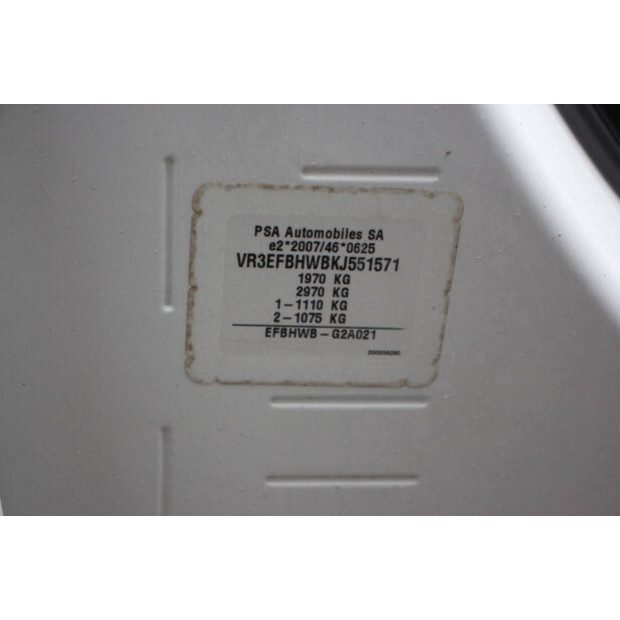 PSA Automobiles SA
e2*2007/46*0625
VR3EFBHWBKJ551571
1970 KG
2970 KG
1-1110 KG
2-1075 KG
EFBHWB-G2A021